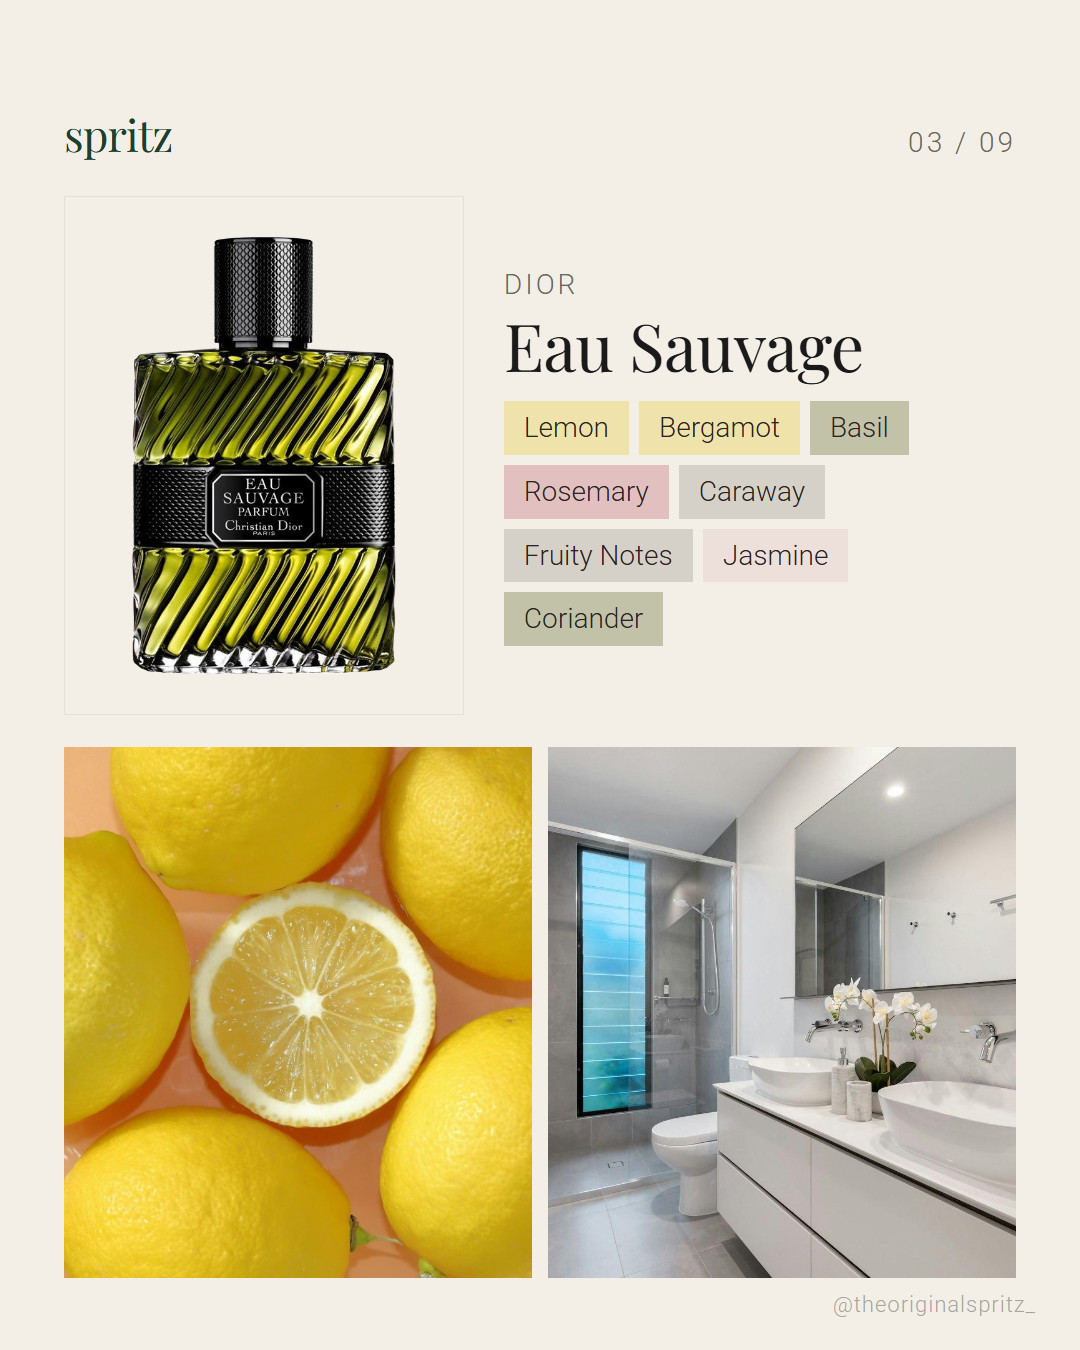 spritz
03 / 09
DIOR
Eau Sauvage
Lemon Bergamot Basil
Rosemary Caraway
Fruity Notes Jasmine
Coriander
EAU
SAUVAGE
PARFUM
Christian Dior
PARIS
@theoriginalspritz_